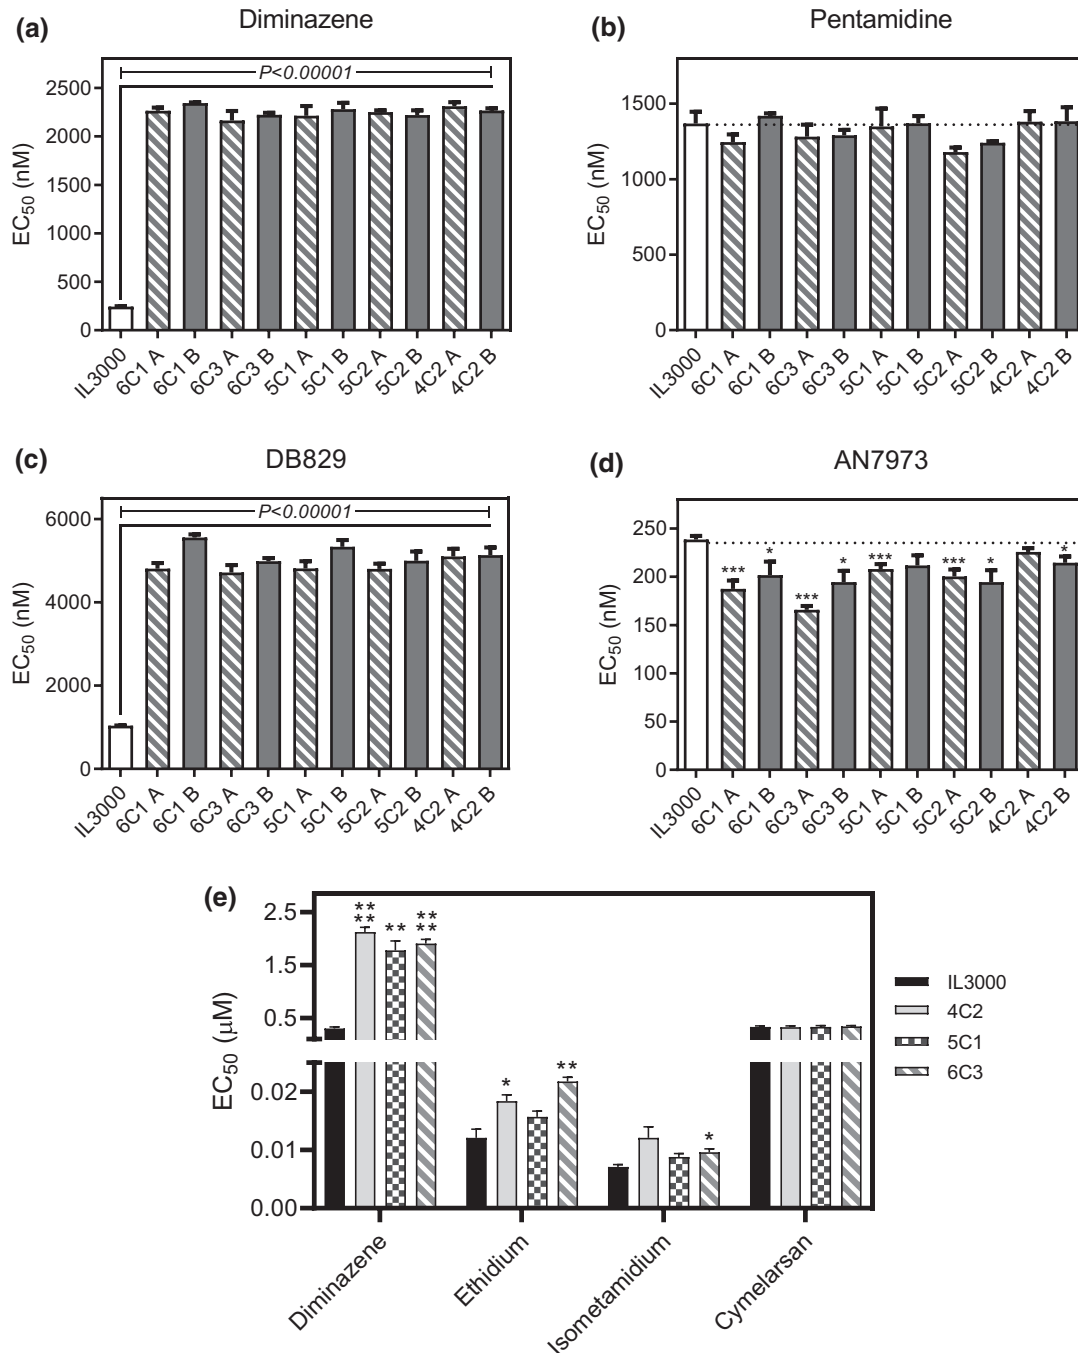 (a) Diminazene
P<0.00001
EC50 (nM)
2500
2000
1500
1000
500
0
IL3000 6C1 A 6C1 B 6C3 A 6C3 B 5C1 A 5C1 B 5C2 A 5C2 B 4C2 A 4C2 B
(b) Pentamidine
EC50 (nM)
1500
1000
500
0
IL3000 6C1 A 6C1 B 6C3 A 6C3 B 5C1 A 5C1 B 5C2 A 5C2 B 4C2 A 4C2 B
(c) DB829
P<0.00001
EC50 (nM)
6000
4000
2000
0
IL3000 6C1 A 6C1 B 6C3 A 6C3 B 5C1 A 5C1 B 5C2 A 5C2 B 4C2 A 4C2 B
(d) AN7973
EC50 (nM)
250
200
150
100
50
0
*** * *** * *** *** * *
IL3000 6C1 A 6C1 B 6C3 A 6C3 B 5C1 A 5C1 B 5C2 A 5C2 B 4C2 A 4C2 B
(e)
EC50 (μM)
2.5
1.5
0.5
0.02
0.01
0.00
** ** ** ** **
* **
*
Diminazene Ethidium Isometamidium Cymelarsan
IL3000
4C2
5C1
6C3